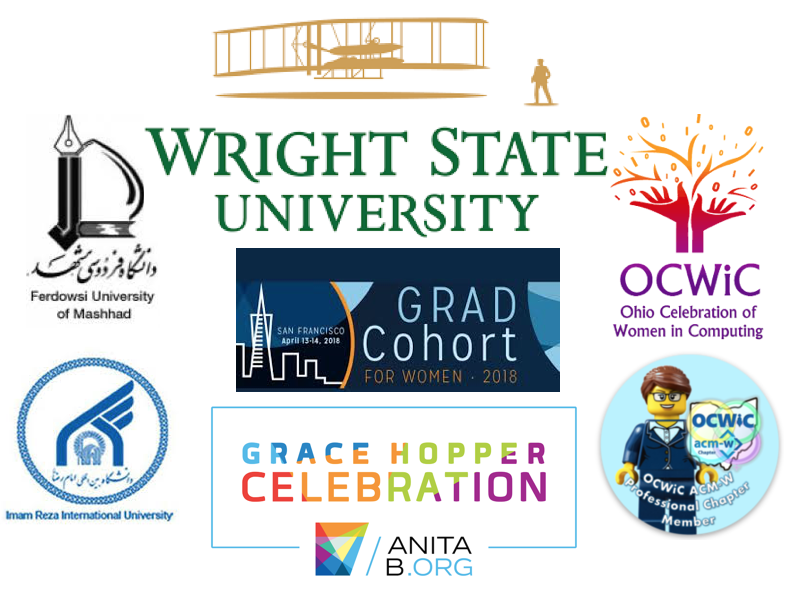 WRIGHT STATE
UNIVERSITY
دانشگاه فردوسی مشهد
Ferdowsi University
of Mashhad
OCWiC
Ohio Celebration of
Women in Computing
SAN FRANCISCO
April 13-14, 2018
GRAD
Cohort
FOR WOMEN · 2018
دانشگاه بین المللی امام رضا
Imam Reza International University
GRACE HOPPER
CELEBRATION
ANITA
B.ORG
OCWiC
acm-w
Chapter
OCWiC ACM-W
Professional Chapter
Member